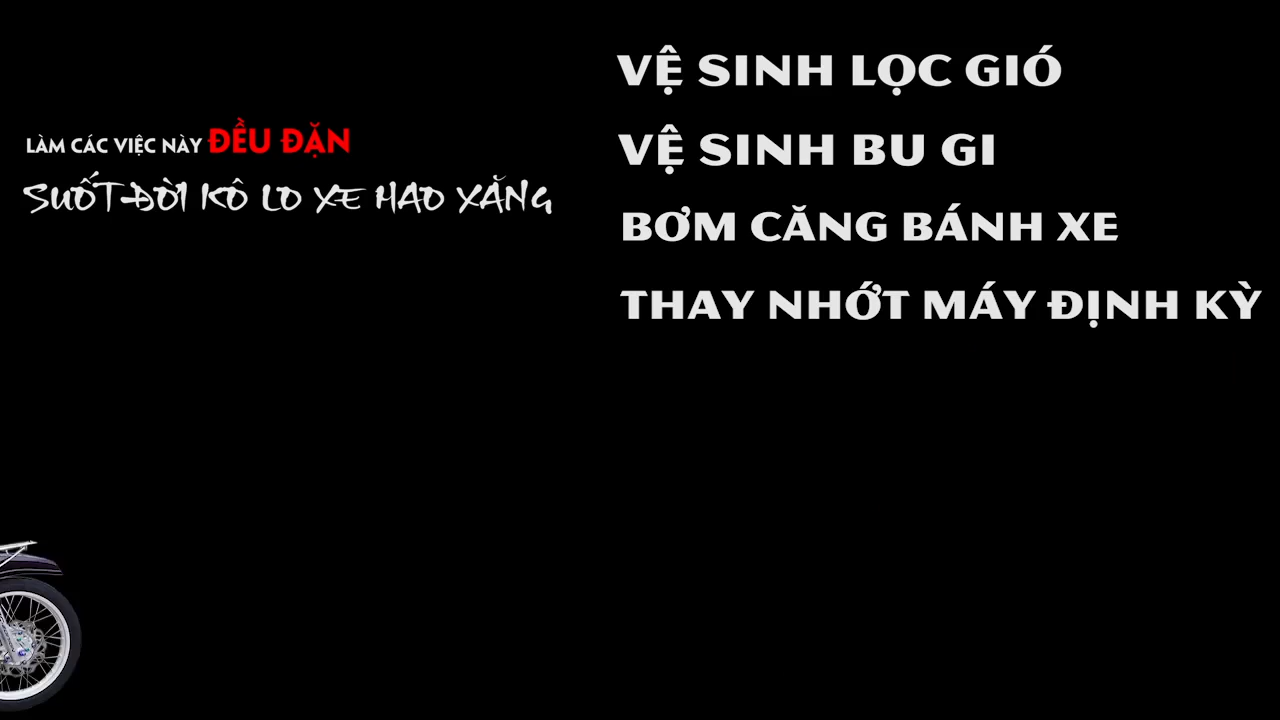 LÀM CÁC VIỆC NÀY ĐỀU ĐẶN
SUỐT ĐỜI KÔ LO XE HAO XĂNG
VỆ SINH LỌC GIÓ
VỆ SINH BU GI
BƠM CĂNG BÁNH XE
THAY NHỚT MÁY ĐỊNH KỲ